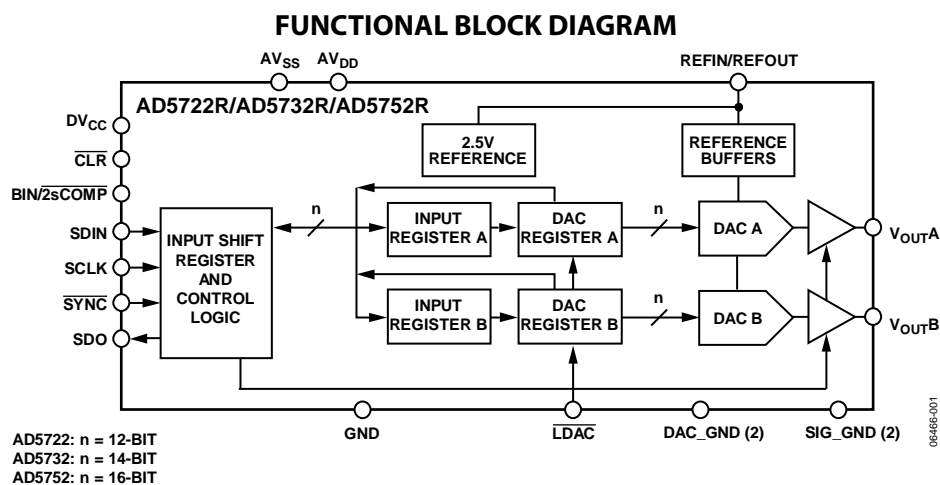 FUNCTIONAL BLOCK DIAGRAM
AVSS
AVDD
REFIN/REFOUT
AD5722R/AD5732R/AD5752R
DVCC
CLR
BIN/2sCOMP
SDIN
SCLK
SYNC
SDO
2.5V
REFERENCE
REFERENCE
BUFFERS
INPUT SHIFT
REGISTER
AND
CONTROL
LOGIC
n
INPUT
REGISTER A
DAC
REGISTER A
n
DAC A
VOUTA
INPUT
REGISTER B
DAC
REGISTER B
n
DAC B
VOUTB
GND
LDAC
DAC_GND (2)
SIG_GND (2)
AD5722: n = 12-BIT
AD5732: n = 14-BIT
AD5752: n = 16-BIT
06466-001